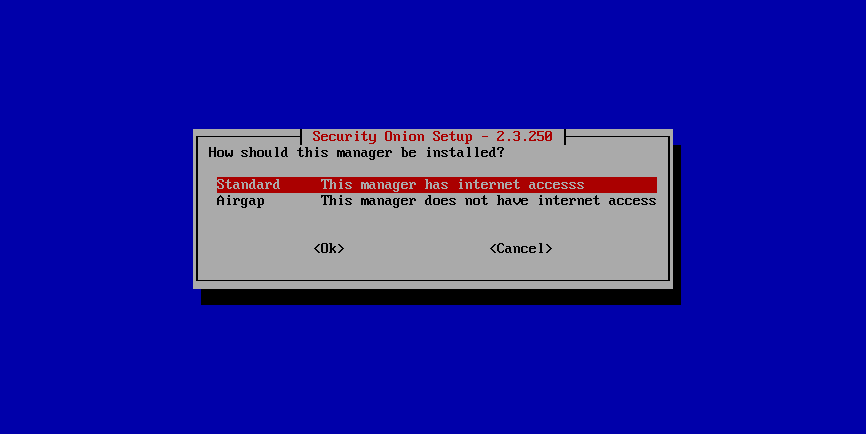 Security Onion Setup - 2.3.250
How should this manager be installed?
Standard This manager has internet accesss
Airgap This manager does not have internet access
<Ok> <Cancel>